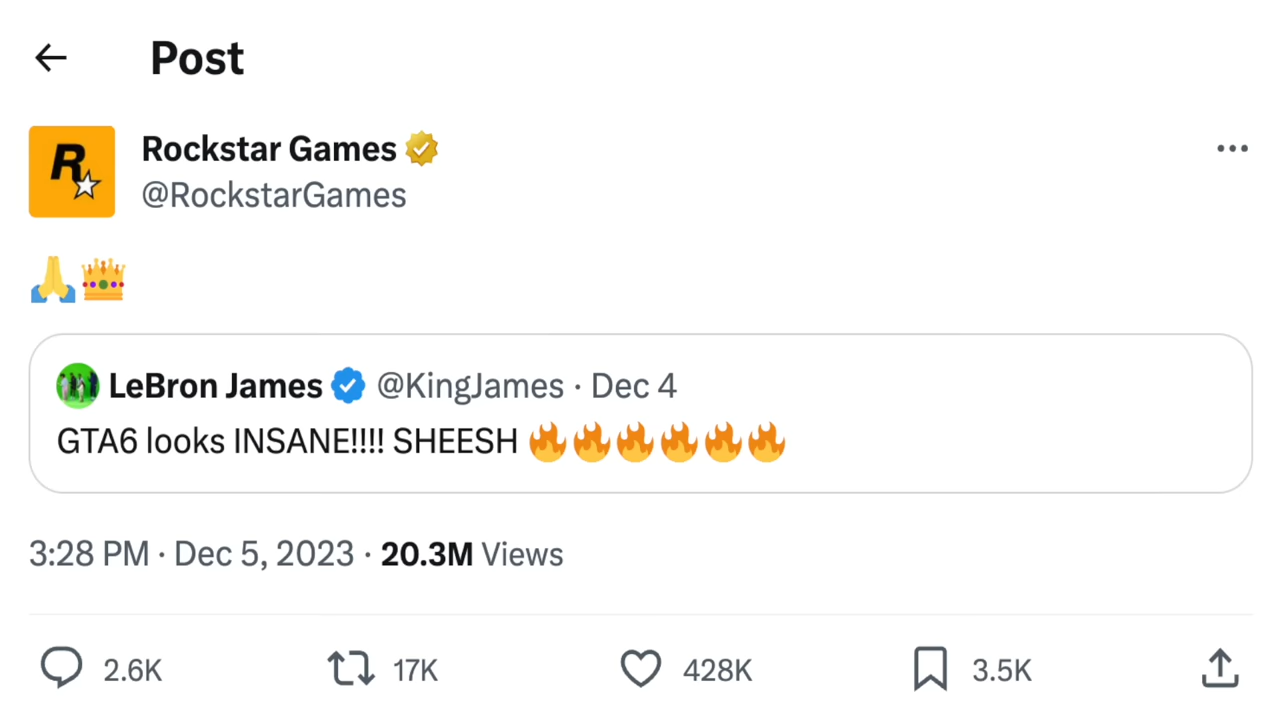 Post
Rockstar Games
@RockstarGames
🙏👑
LeBron James @KingJames · Dec 4
GTA6 looks INSANE!!!! SHEESH 🔥🔥🔥🔥🔥🔥
3:28 PM · Dec 5, 2023 · 20.3M Views
2.6K 17K 428K 3.5K